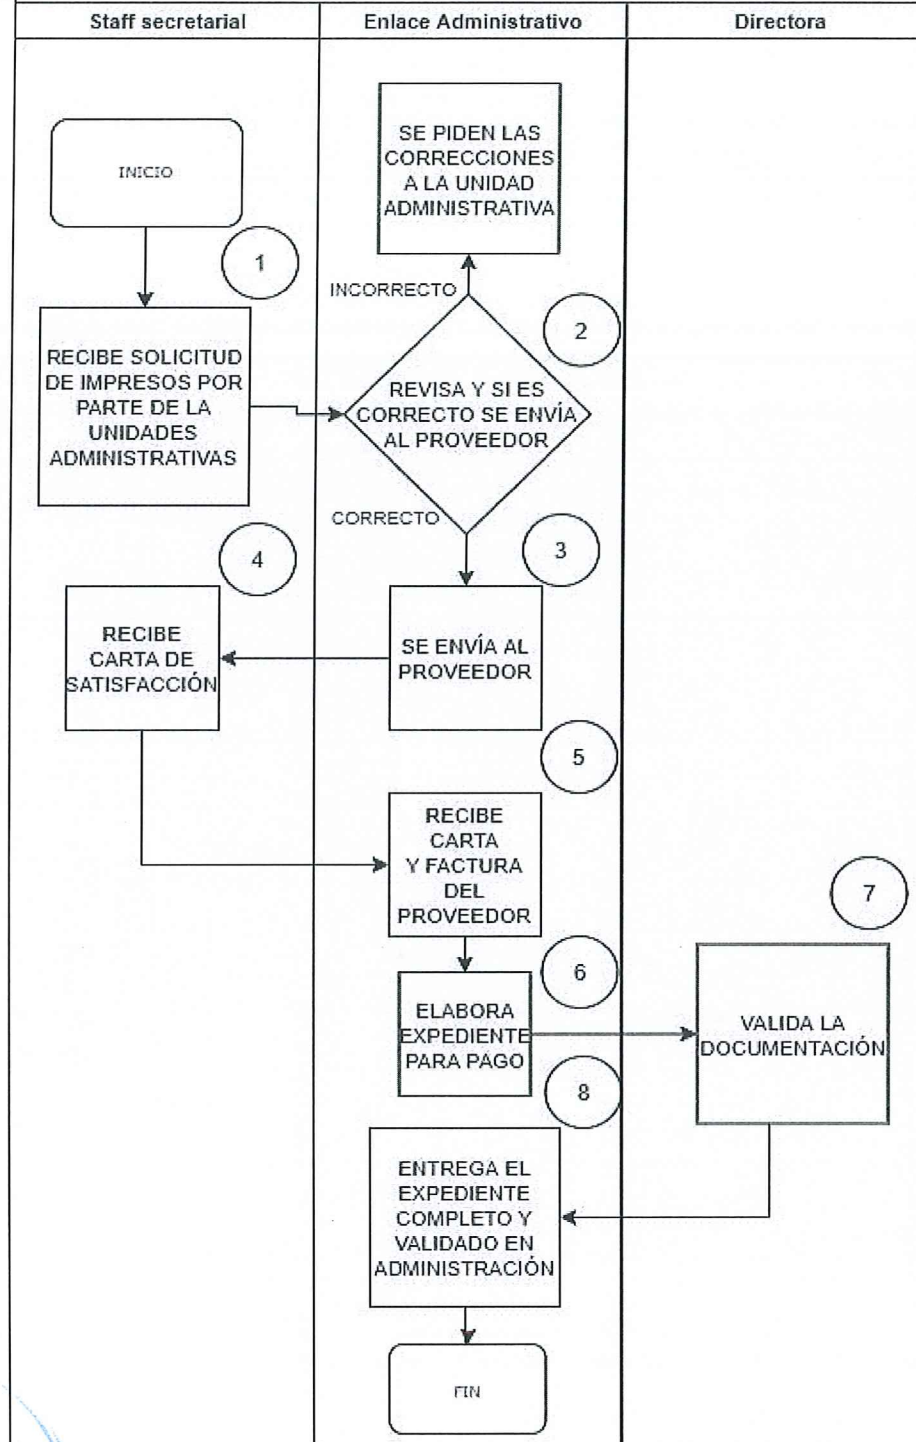 Staff secretarial
Enlace Administrativo
Directora
INICIO
SE PIDEN LAS
CORRECCIONES
A LA UNIDAD
ADMINISTRATIVA
1
INCORRECTO
2
RECIBE SOLICITUD
DE IMPRESOS POR
PARTE DE LA
UNIDADES
ADMINISTRATIVAS
REVISA Y SI ES
CORRECTO SE ENVÍA
AL PROVEEDOR
CORRECTO
3
SE ENVÍA AL
PROVEEDOR
4
RECIBE
CARTA DE
SATISFACCIÓN
5
RECIBE
CARTA
Y FACTURA
DEL
PROVEEDOR
6
ELABORA
EXPEDIENTE
PARA PAGO
7
VALIDA LA
DOCUMENTACIÓN
8
ENTREGA EL
EXPEDIENTE
COMPLETO Y
VALIDADO EN
ADMINISTRACIÓN
FIN